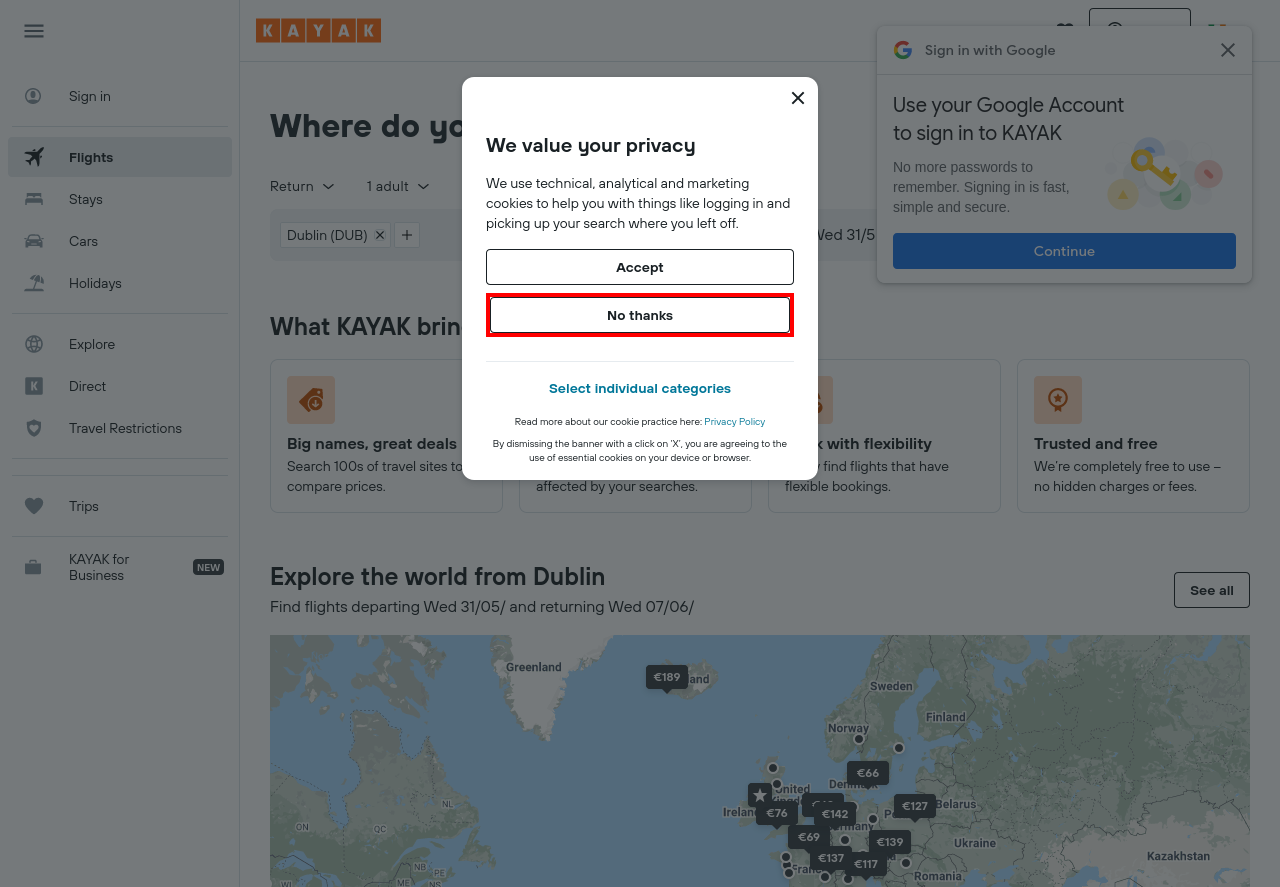 KAYAK
Sign in
Flights
Stays
Cars
Holidays
Explore
Direct
Travel Restrictions
Trips
KAYAK for
Business
NEW
Where do yo
Return
1 adult
Dublin (DUB)
Wed 31/5
Sign in with Google
Use your Google Account
to sign in to KAYAK
No more passwords to
remember. Signing in is fast,
simple and secure.
Continue
We value your privacy
We use technical, analytical and marketing
cookies to help you with things like logging in and
picking up your search where you left off.
Accept
No thanks
Select individual categories
Read more about our cookie practice here: Privacy Policy
By dismissing the banner with a click on 'X', you are agreeing to the
use of essential cookies on your device or browser.
What KAYAK brin
Big names, great deals
Search 100s of travel sites to
compare prices.
affected by your searches.
k with flexibility
find flights that have
flexible bookings.
Trusted and free
We're completely free to use –
no hidden charges or fees.
Explore the world from Dublin
Find flights departing Wed 31/05/ and returning Wed 07/06/
See all
Greenland
€189
and
Sweden
Finland
Norway
€66
Denmark
United
Ireland
€76
€142
€127
Belarus
€69
€139
Ukraine
€137
€117
Kazakhstan
Romania
NL
ON
QC
NB
PE
ME